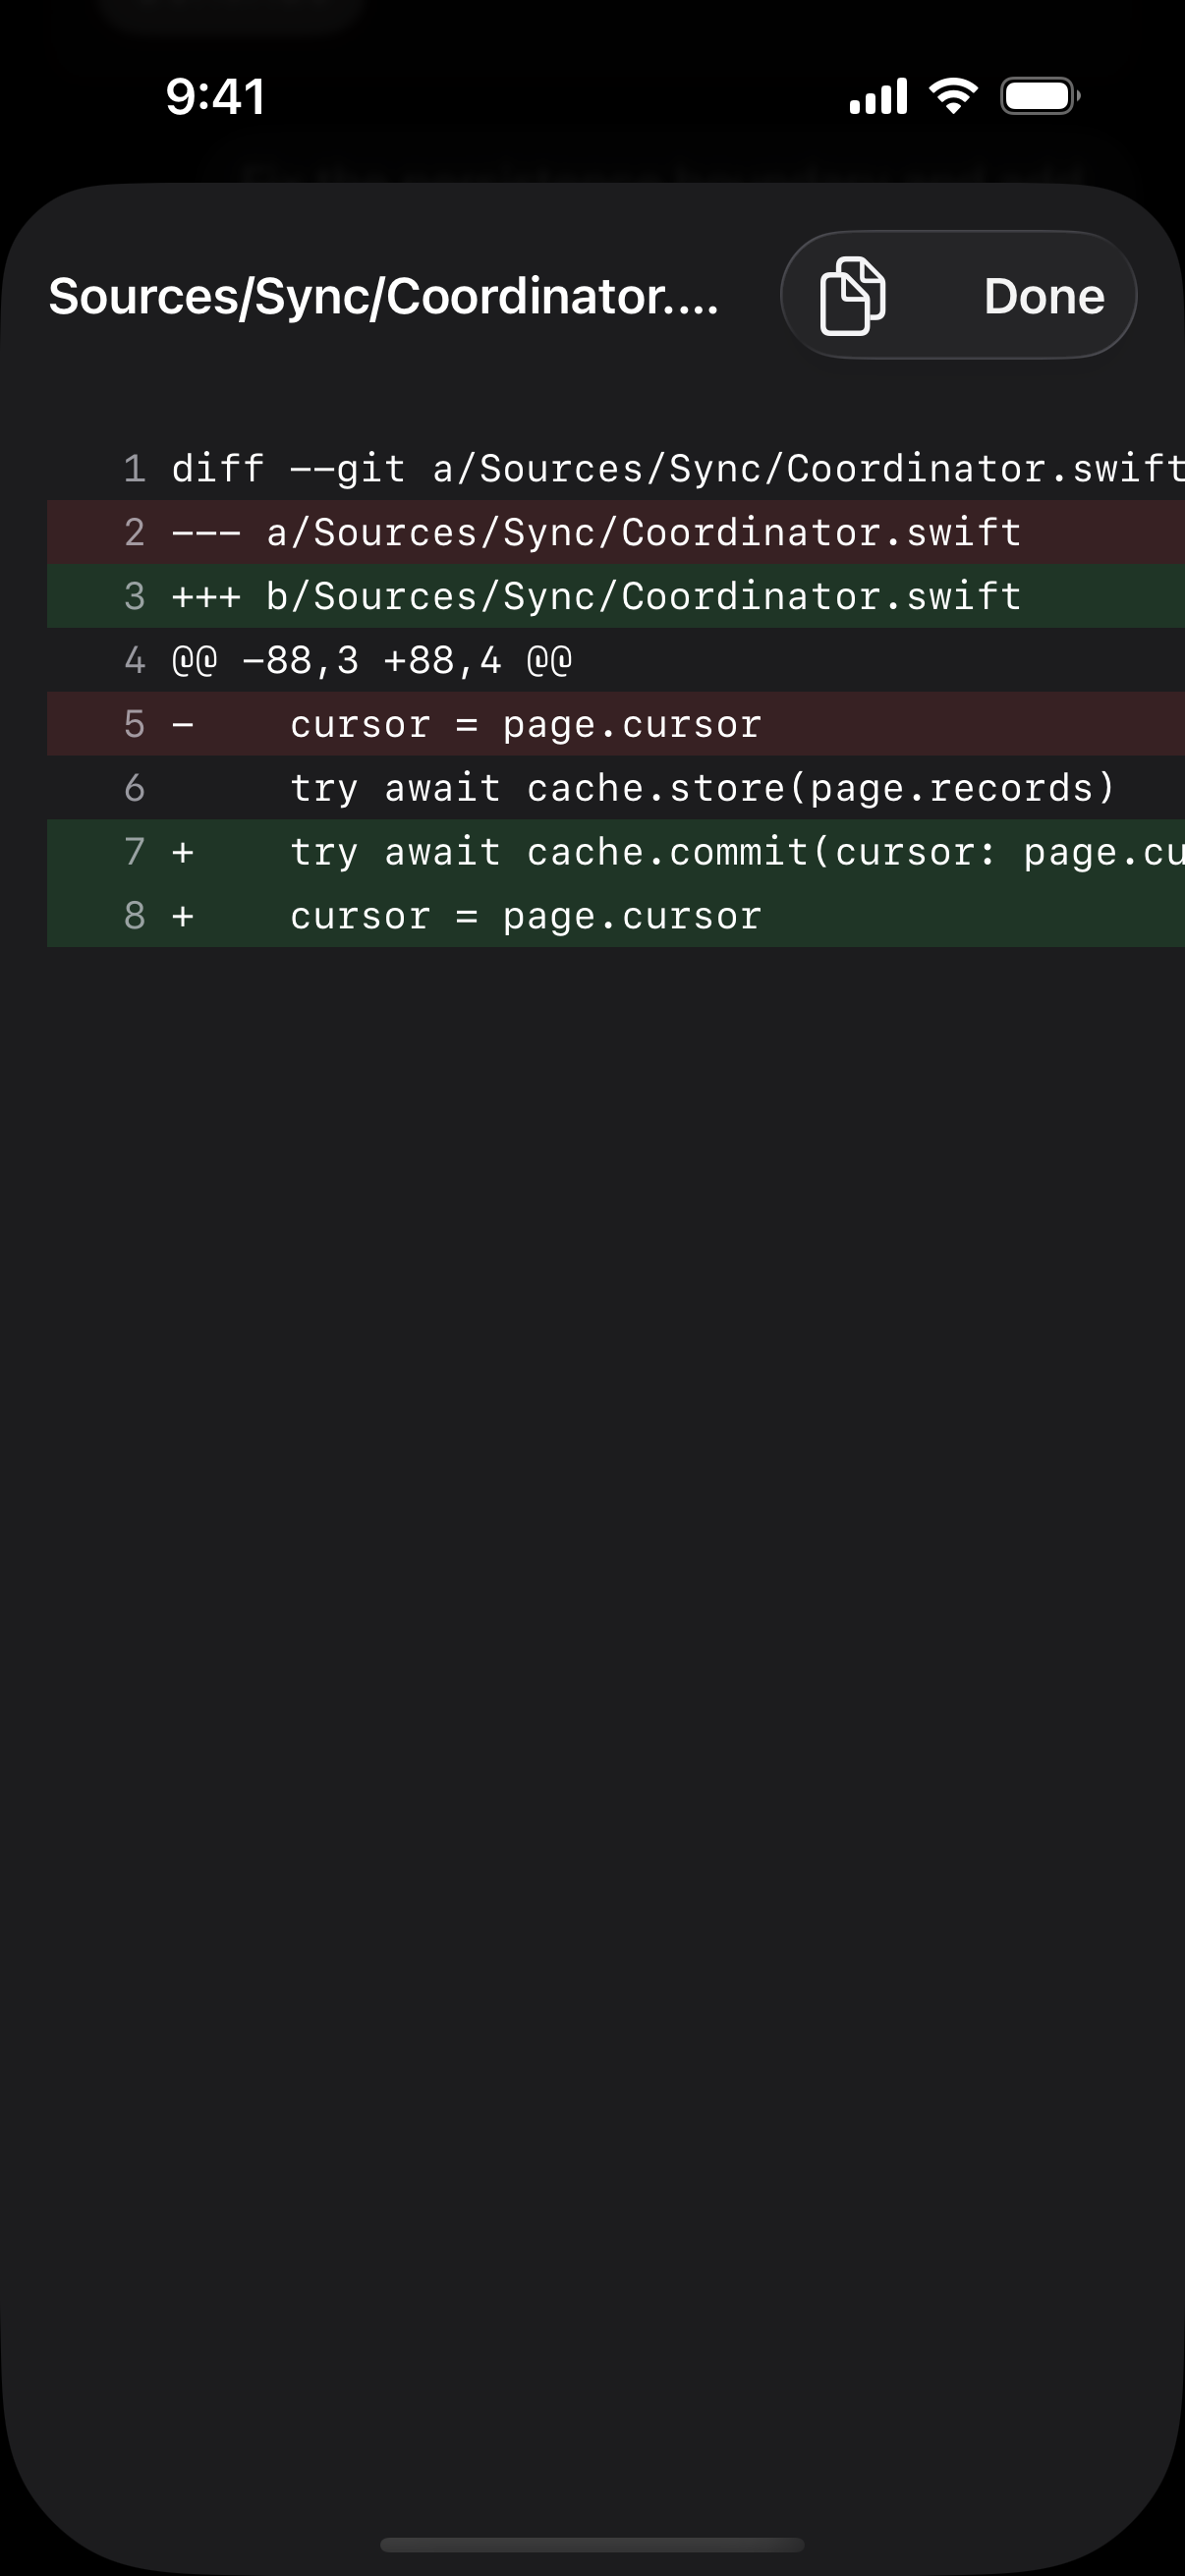 9:41
Sources/Sync/Coordinator....
Done
1 diff --git a/Sources/Sync/Coordinator.swift
2 --- a/Sources/Sync/Coordinator.swift
3 +++ b/Sources/Sync/Coordinator.swift
4 @@ -88,3 +88,4 @@
5 -    cursor = page.cursor
6      try await cache.store(page.records)
7 +    try await cache.commit(cursor: page.cu
8 +    cursor = page.cursor